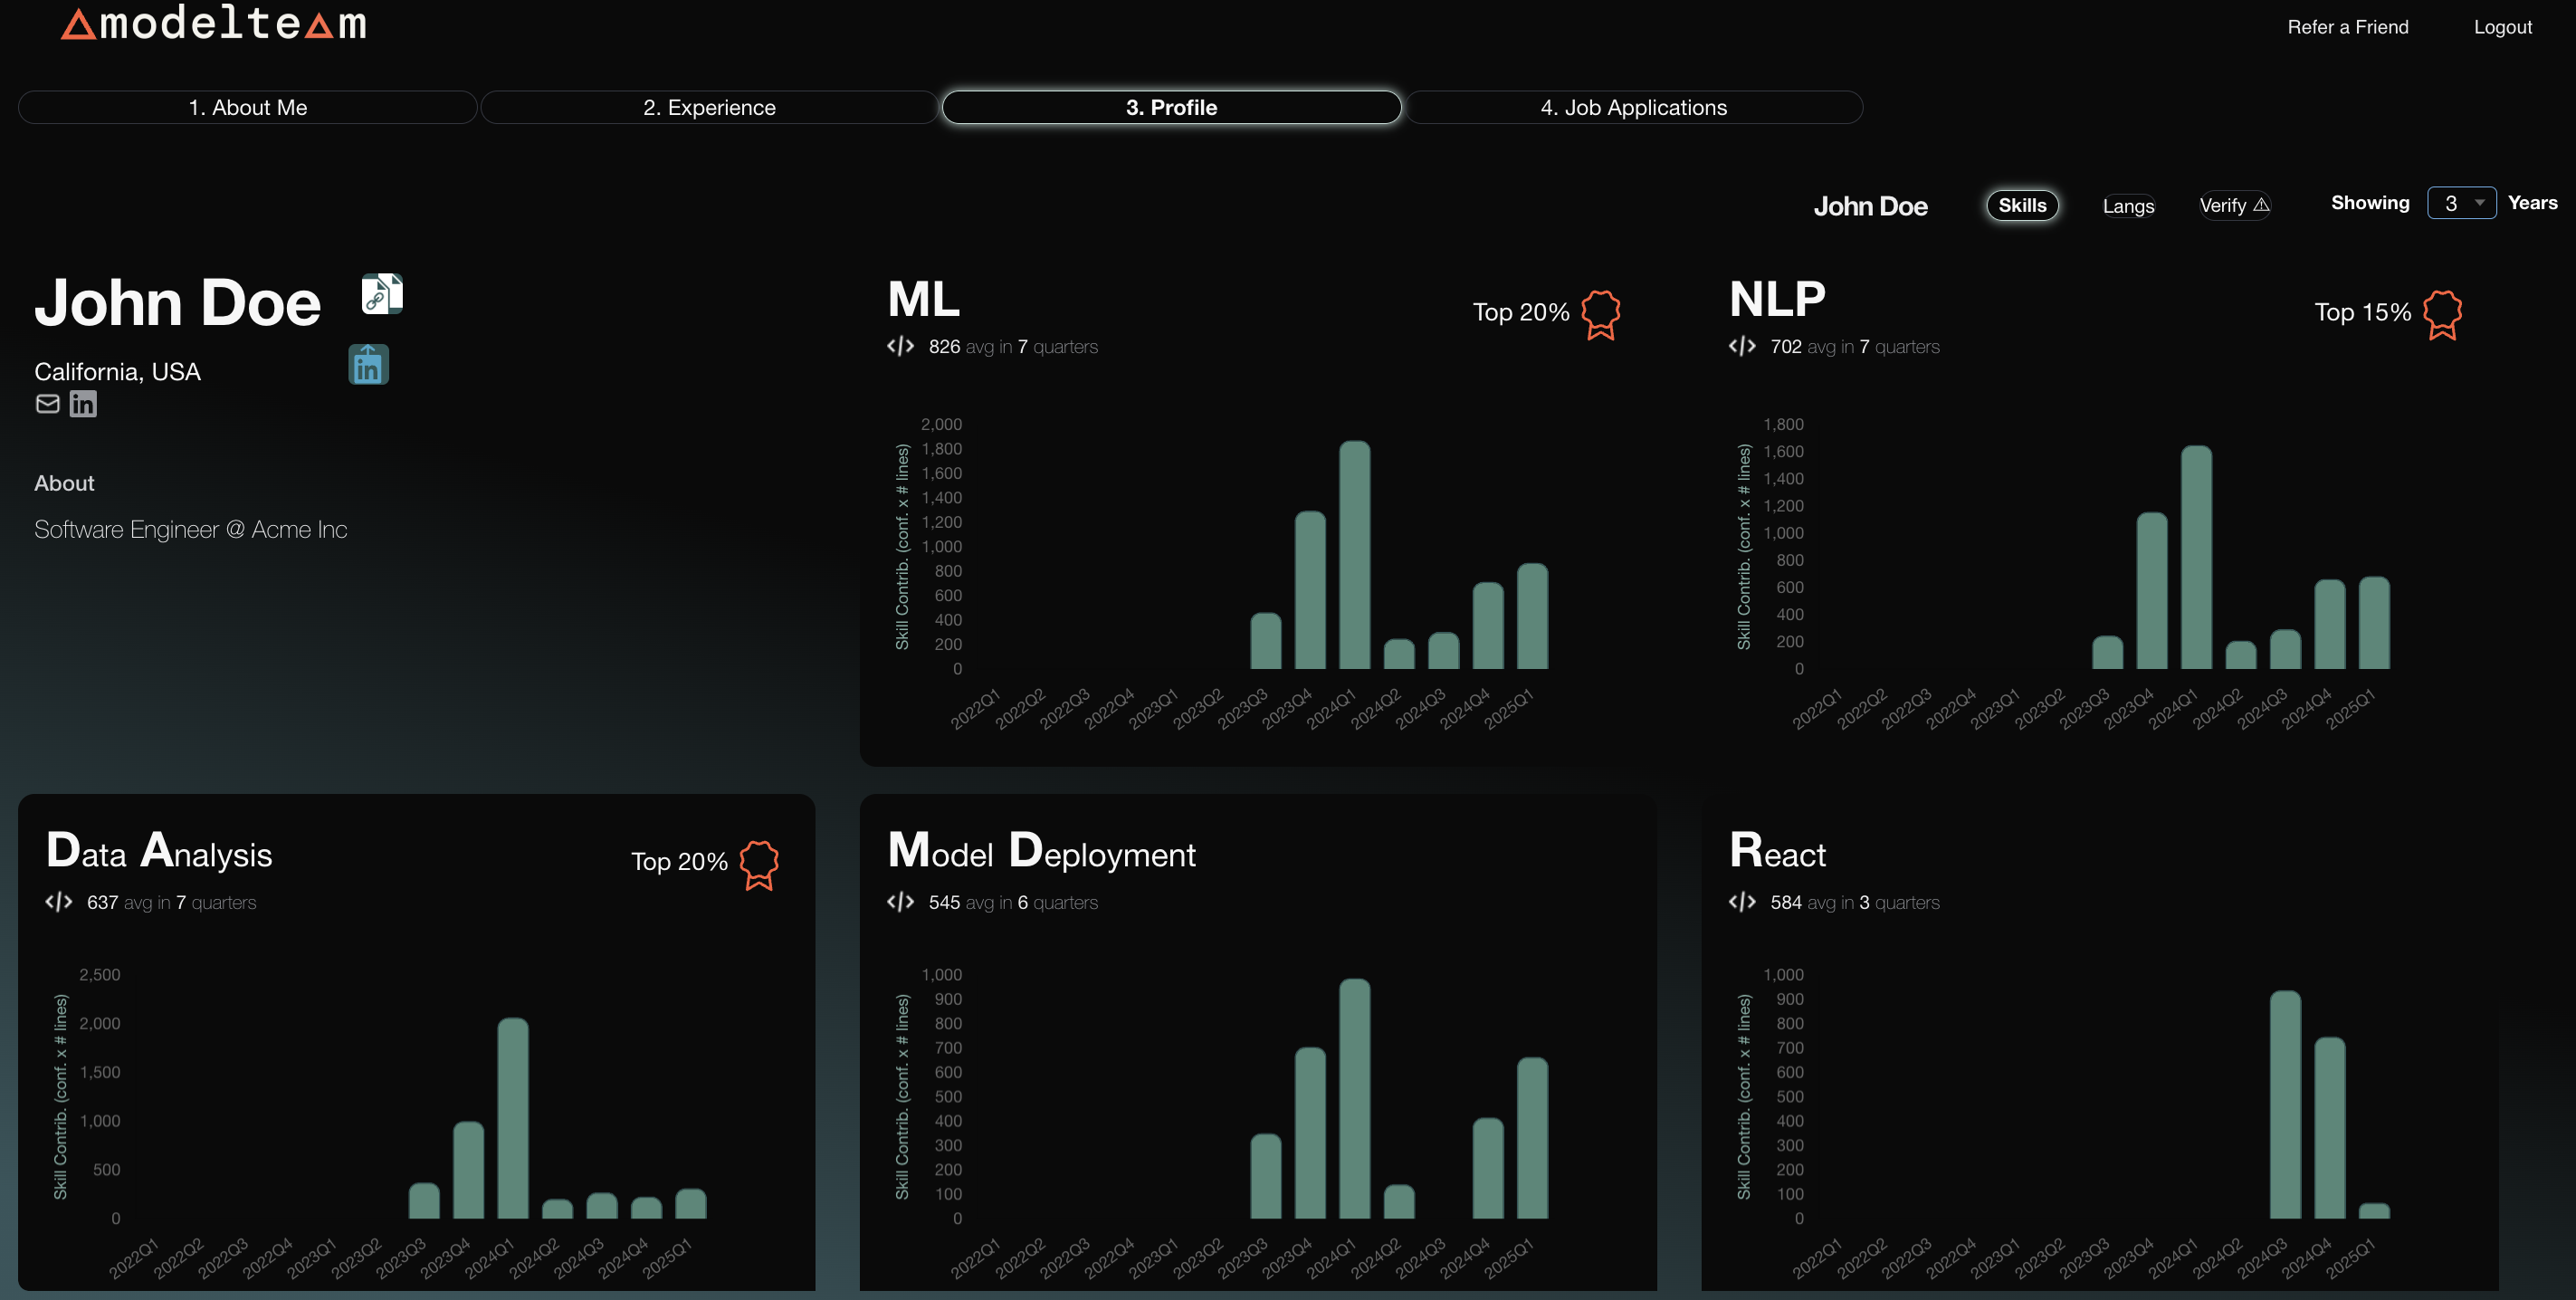 modelteam
Refer a Friend
Logout
1. About Me
2. Experience
3. Profile
4. Job Applications
John Doe
Skills
Langs
Verify ⚠
Showing
3
Years
John Doe
in
California, USA
in
About
Software Engineer @ Acme Inc
ML
Top 20%
</> 826 avg in 7 quarters
Skill Contrib. (conf. x # lines)
2,000
1,800
1,600
1,400
1,200
1,000
800
600
400
200
0
2022Q1
2022Q2
2022Q3
2022Q4
2023Q1
2023Q2
2023Q3
2023Q4
2024Q1
2024Q2
2024Q3
2024Q4
2025Q1
NLP
Top 15%
</> 702 avg in 7 quarters
Skill Contrib. (conf. x # lines)
1,800
1,600
1,400
1,200
1,000
800
600
400
200
0
2022Q1
2022Q2
2022Q3
2022Q4
2023Q1
2023Q2
2023Q3
2023Q4
2024Q1
2024Q2
2024Q3
2024Q4
2025Q1
Data Analysis
Top 20%
</> 637 avg in 7 quarters
Skill Contrib. (conf. x # lines)
2,500
2,000
1,500
1,000
500
0
2022Q1
2022Q2
2022Q3
2022Q4
2023Q1
2023Q2
2023Q3
2023Q4
2024Q1
2024Q2
2024Q3
2024Q4
2025Q1
Model Deployment
</> 545 avg in 6 quarters
Skill Contrib. (conf. x # lines)
1,000
900
800
700
600
500
400
300
200
100
0
2022Q1
2022Q2
2022Q3
2022Q4
2023Q1
2023Q2
2023Q3
2023Q4
2024Q1
2024Q2
2024Q3
2024Q4
2025Q1
React
</> 584 avg in 3 quarters
Skill Contrib. (conf. x # lines)
1,000
900
800
700
600
500
400
300
200
100
0
2022Q1
2022Q2
2022Q3
2022Q4
2023Q1
2023Q2
2023Q3
2023Q4
2024Q1
2024Q2
2024Q3
2024Q4
2025Q1